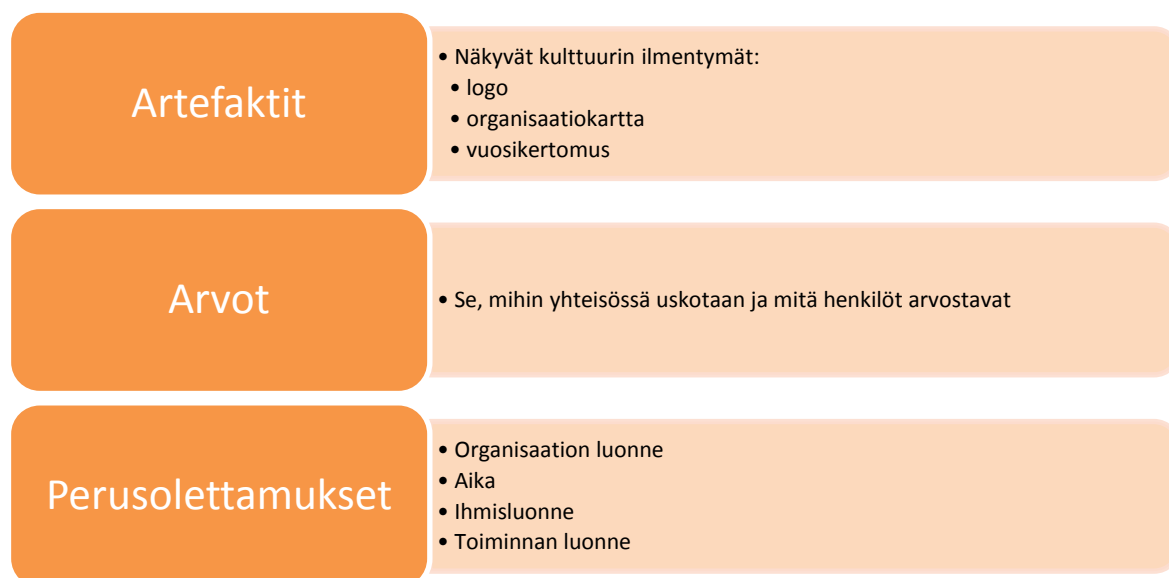 Artefaktit
• Näkyvät kulttuurin ilmentymät:
• logo
• organisaatiokartta
• vuosikertomus
Arvot
• Se, mihin yhteisössä uskotaan ja mitä henkilöt arvostavat
Perusolettamukset
• Organisaation luonne
• Aika
• Ihmisluonne
• Toiminnan luonne